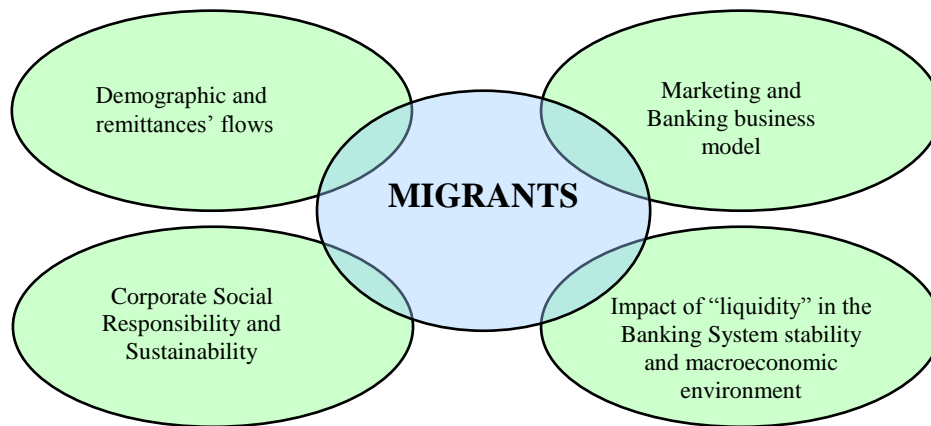 Demographic and
remittances’ flows
Marketing and
Banking business
model
MIGRANTS
Corporate Social
Responsibility and
Sustainability
Impact of “liquidity” in the
Banking System stability
and macroeconomic
environment